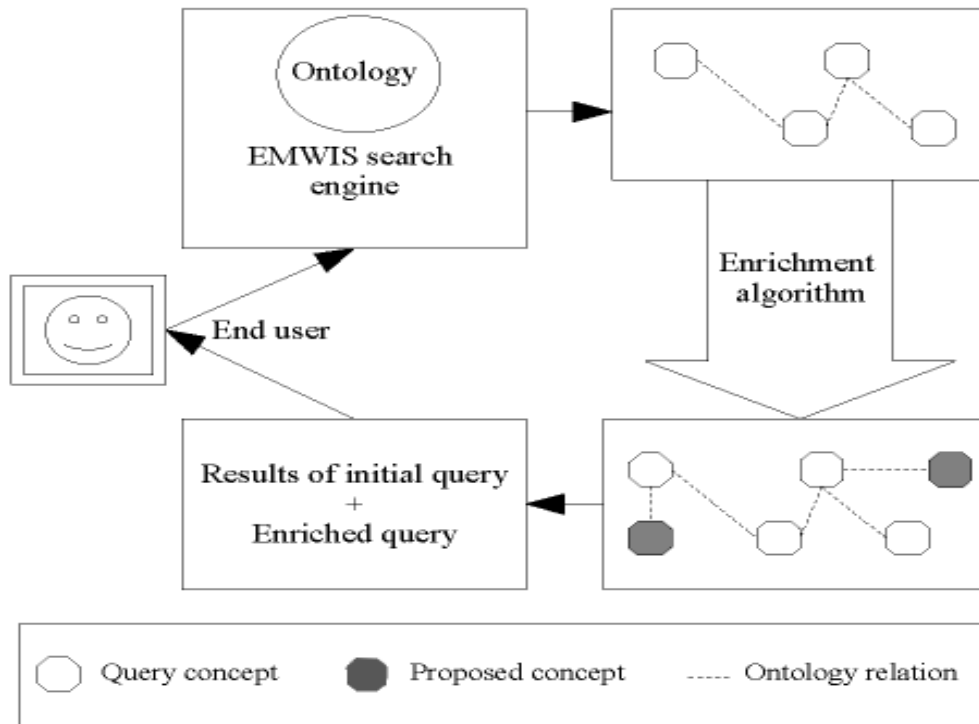 Ontology
EMWIS search
engine
Enrichment
algorithm
End user
Results of initial query
+
Enriched query
Query concept
Proposed concept
Ontology relation